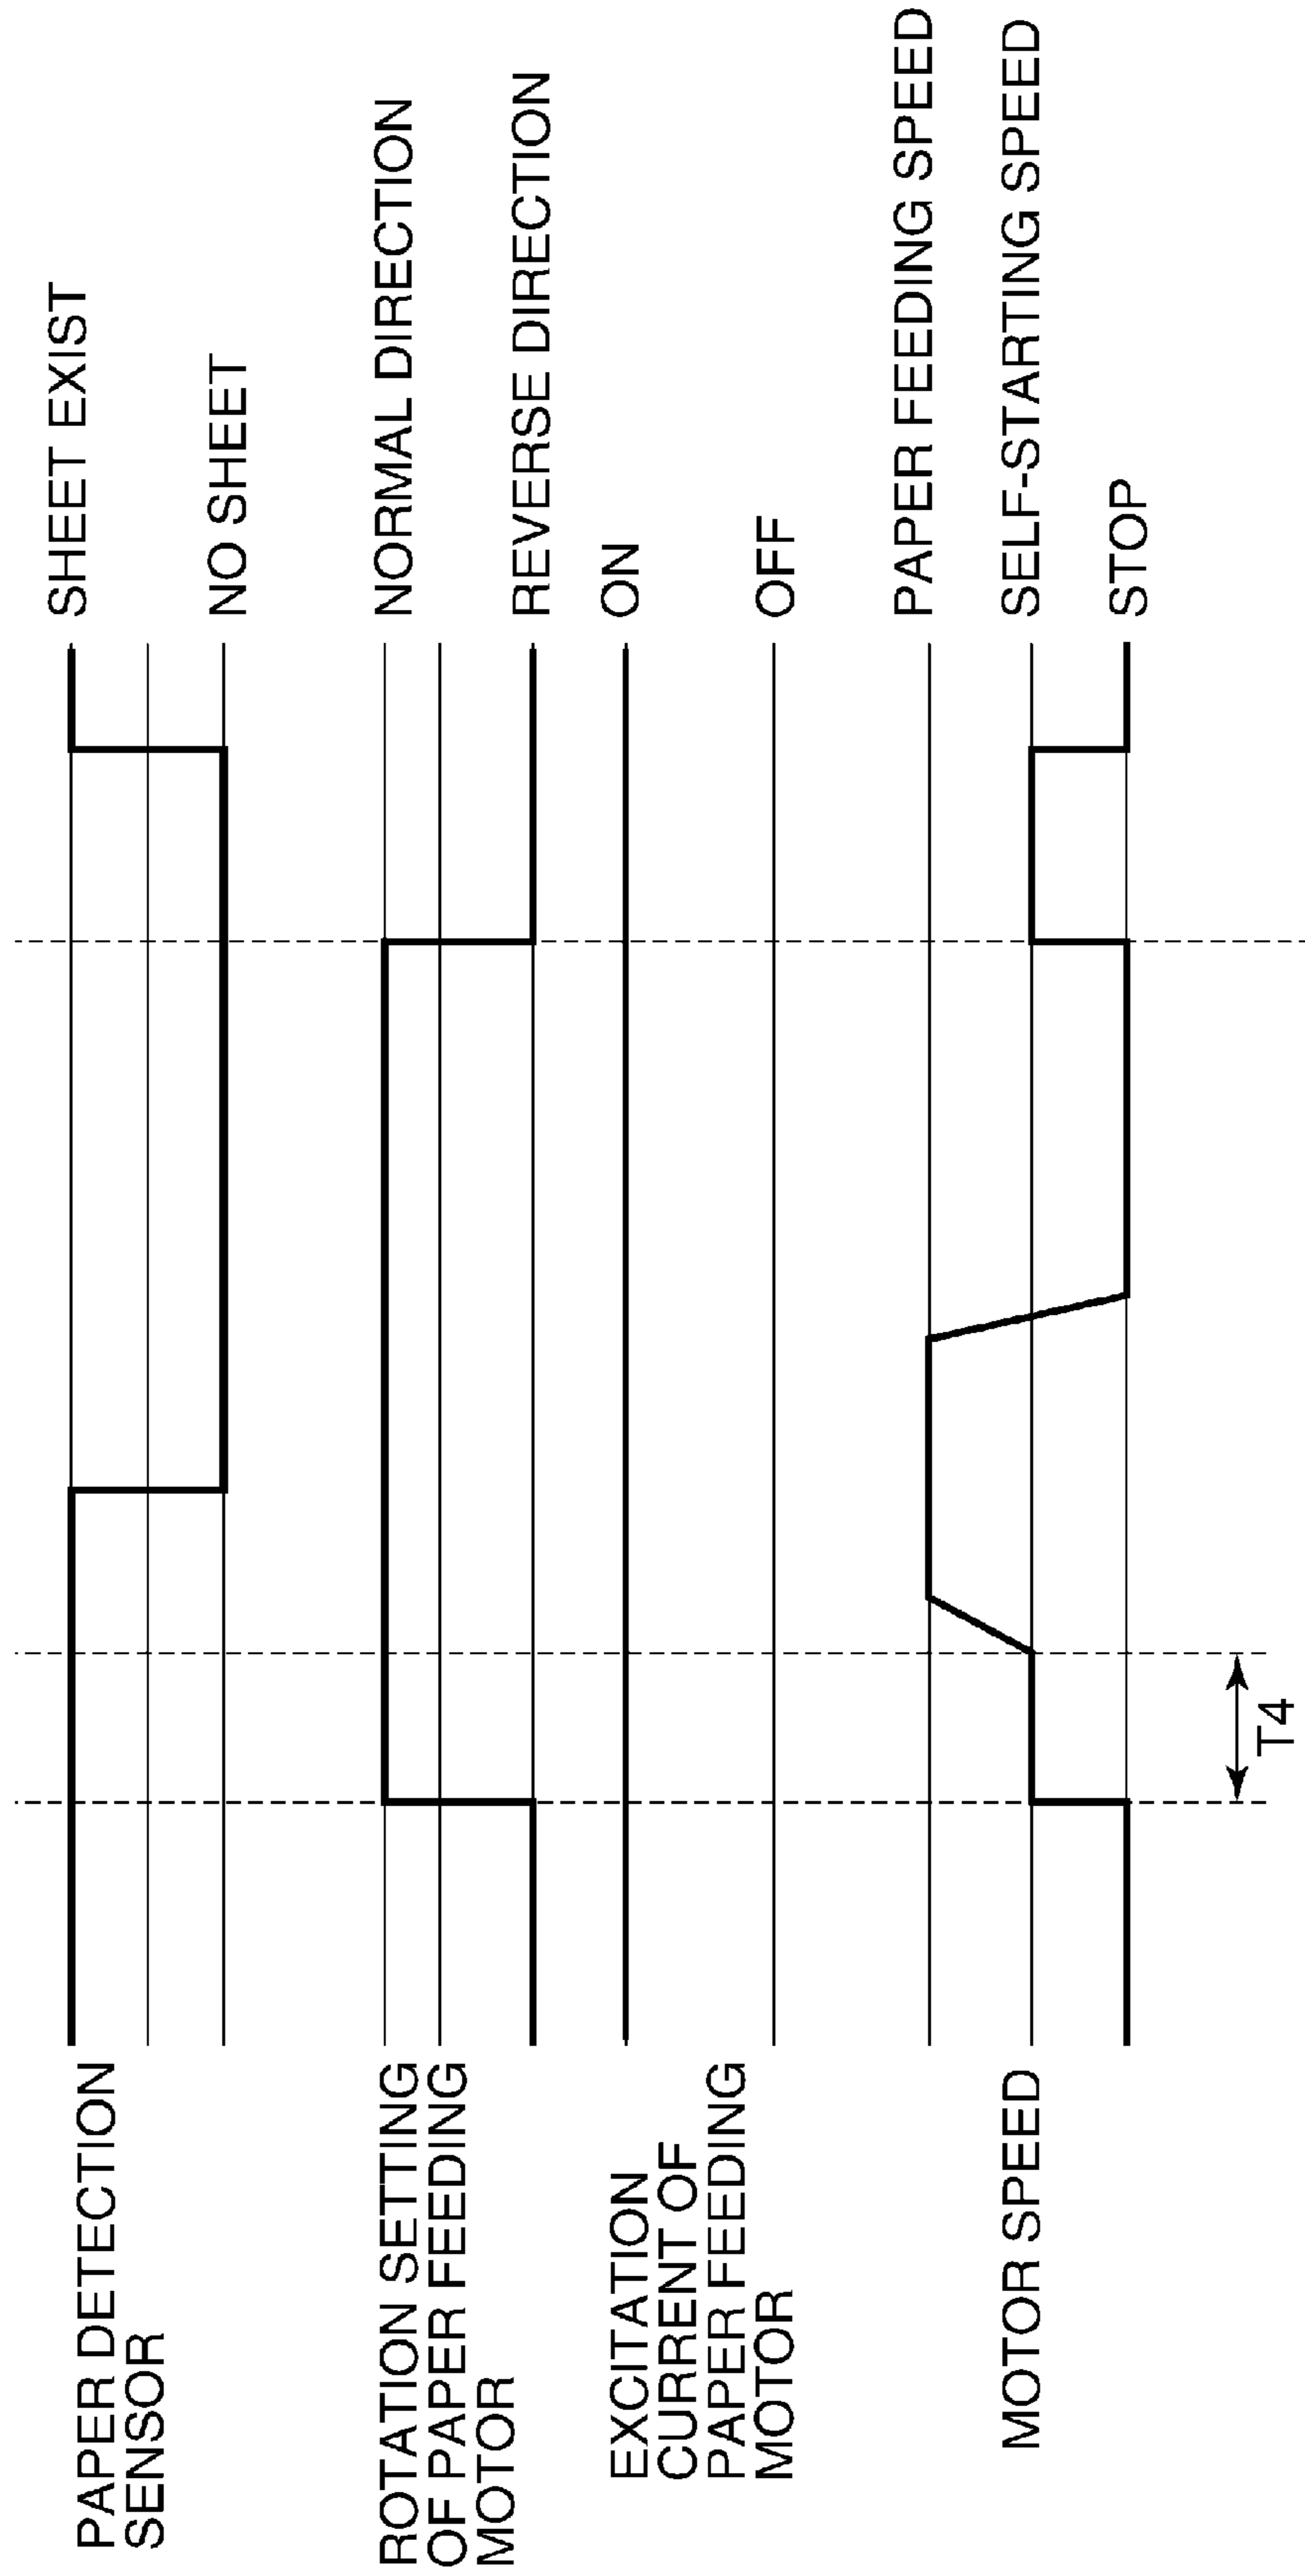 PAPER DETECTION
SENSOR
SHEET EXIST
NO SHEET
ROTATION SETTING
OF PAPER FEEDING
MOTOR
NORMAL DIRECTION
REVERSE DIRECTION
EXCITATION
CURRENT OF
PAPER FEEDING
MOTOR
ON
OFF
MOTOR SPEED
PAPER FEEDING SPEED
SELF-STARTING SPEED
STOP
T4